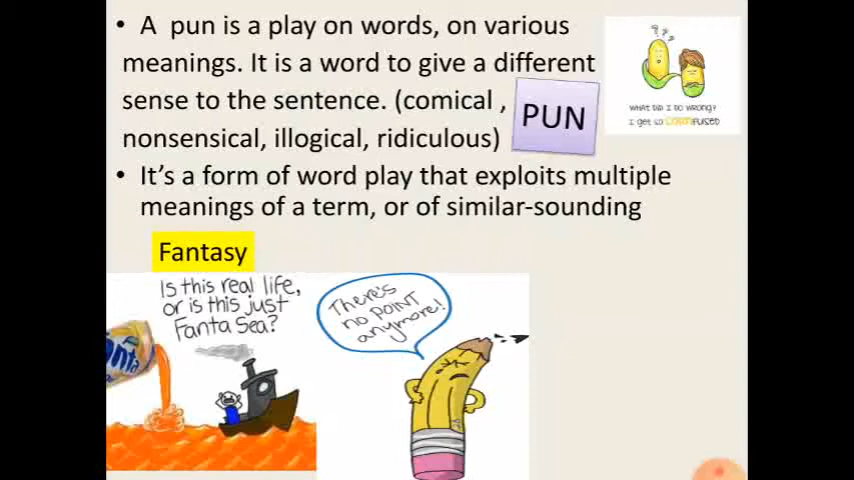 • A pun is a play on words, on various
meanings. It is a word to give a different
sense to the sentence. (comical ,
nonsensical, illogical, ridiculous)
PUN
???
WHAT DID I DO WRONG?
I get so CORNfused
• It's a form of word play that exploits multiple
meanings of a term, or of similar-sounding
Fantasy
Is this real life,
or is this just
Fanta Sea?
anta
There's
no POINT
anymore!